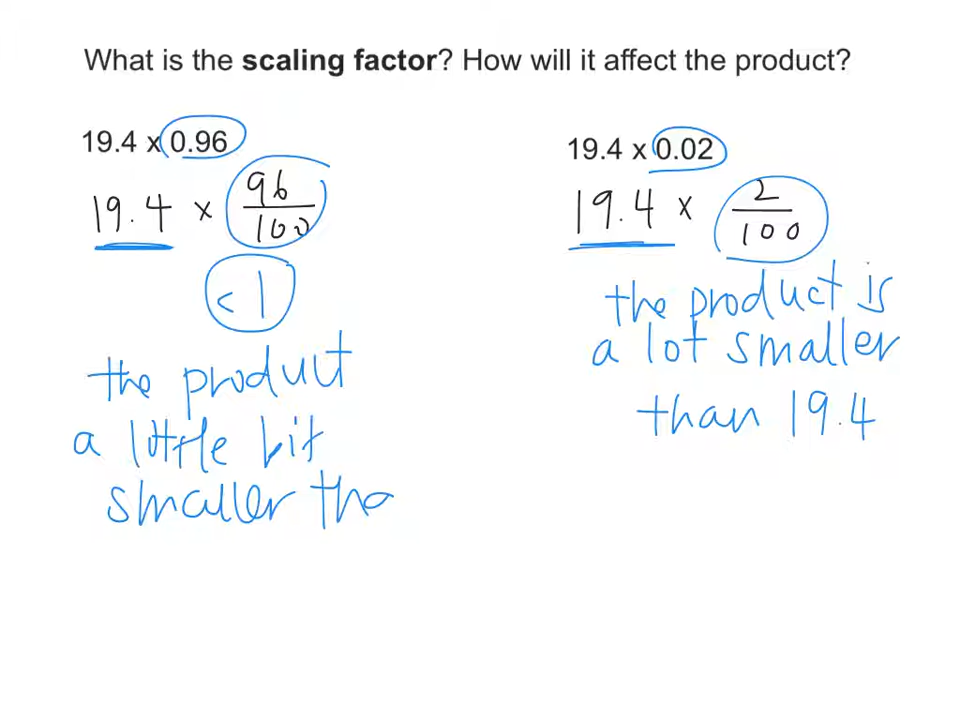 What is the scaling factor? How will it affect the product?
19.4 x 0.96
19.4 x 96/100
< 1
the product
a little bit
smaller tha
19.4 x 0.02
19.4 x 2/100
the product is
a lot smaller
than 19.4